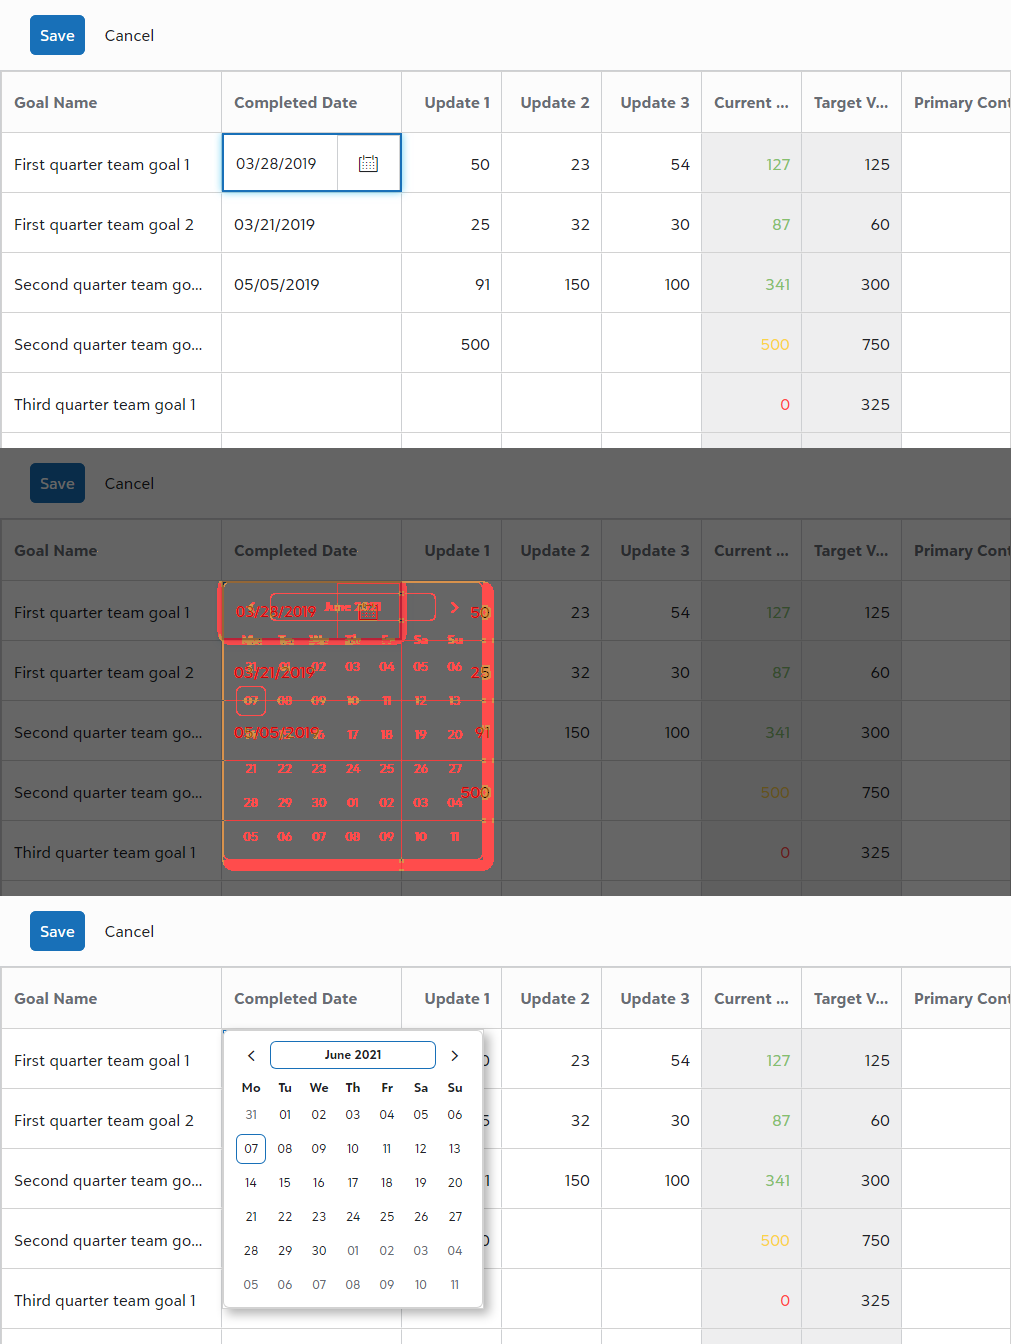 Save Cancel
Goal Name Completed Date Update 1 Update 2 Update 3 Current ... Target V... Primary Cont
First quarter team goal 1 03/28/2019 50 23 54 127 125
First quarter team goal 2 03/21/2019 25 32 30 87 60
Second quarter team go... 05/05/2019 91 150 100 341 300
Second quarter team go... 500 500 750
Third quarter team goal 1 0 325
Save Cancel
Goal Name Completed Date Update 1 Update 2 Update 3 Current ... Target V... Primary Cont
First quarter team goal 1 03/28/2019 June 2021 50 23 54 127 125
Mo Tu We Th Fr Sa Su
First quarter team goal 2 03/21/2019 25 32 30 87 60
31 01 02 03 04 05 06
07 08 09 10 11 12 13
Second quarter team go... 05/05/2019 91 150 100 341 300
14 15 16 17 18 19 20
21 22 23 24 25 26 27
Second quarter team go... 500 500 750
28 29 30 01 02 03 04
05 06 07 08 09 10 11
Third quarter team goal 1 0 325
Save Cancel
Goal Name Completed Date Update 1 Update 2 Update 3 Current ... Target V... Primary Cont
First quarter team goal 1 June 2021 0 23 54 127 125
Mo Tu We Th Fr Sa Su
31 01 02 03 04 05 06
First quarter team goal 2 5 32 30 87 60
07 08 09 10 11 12 13
Second quarter team go... 14 15 16 17 18 19 20 1 150 100 341 300
21 22 23 24 25 26 27
Second quarter team go... 0 500 750
28 29 30 01 02 03 04
05 06 07 08 09 10 11
Third quarter team goal 1 0 325